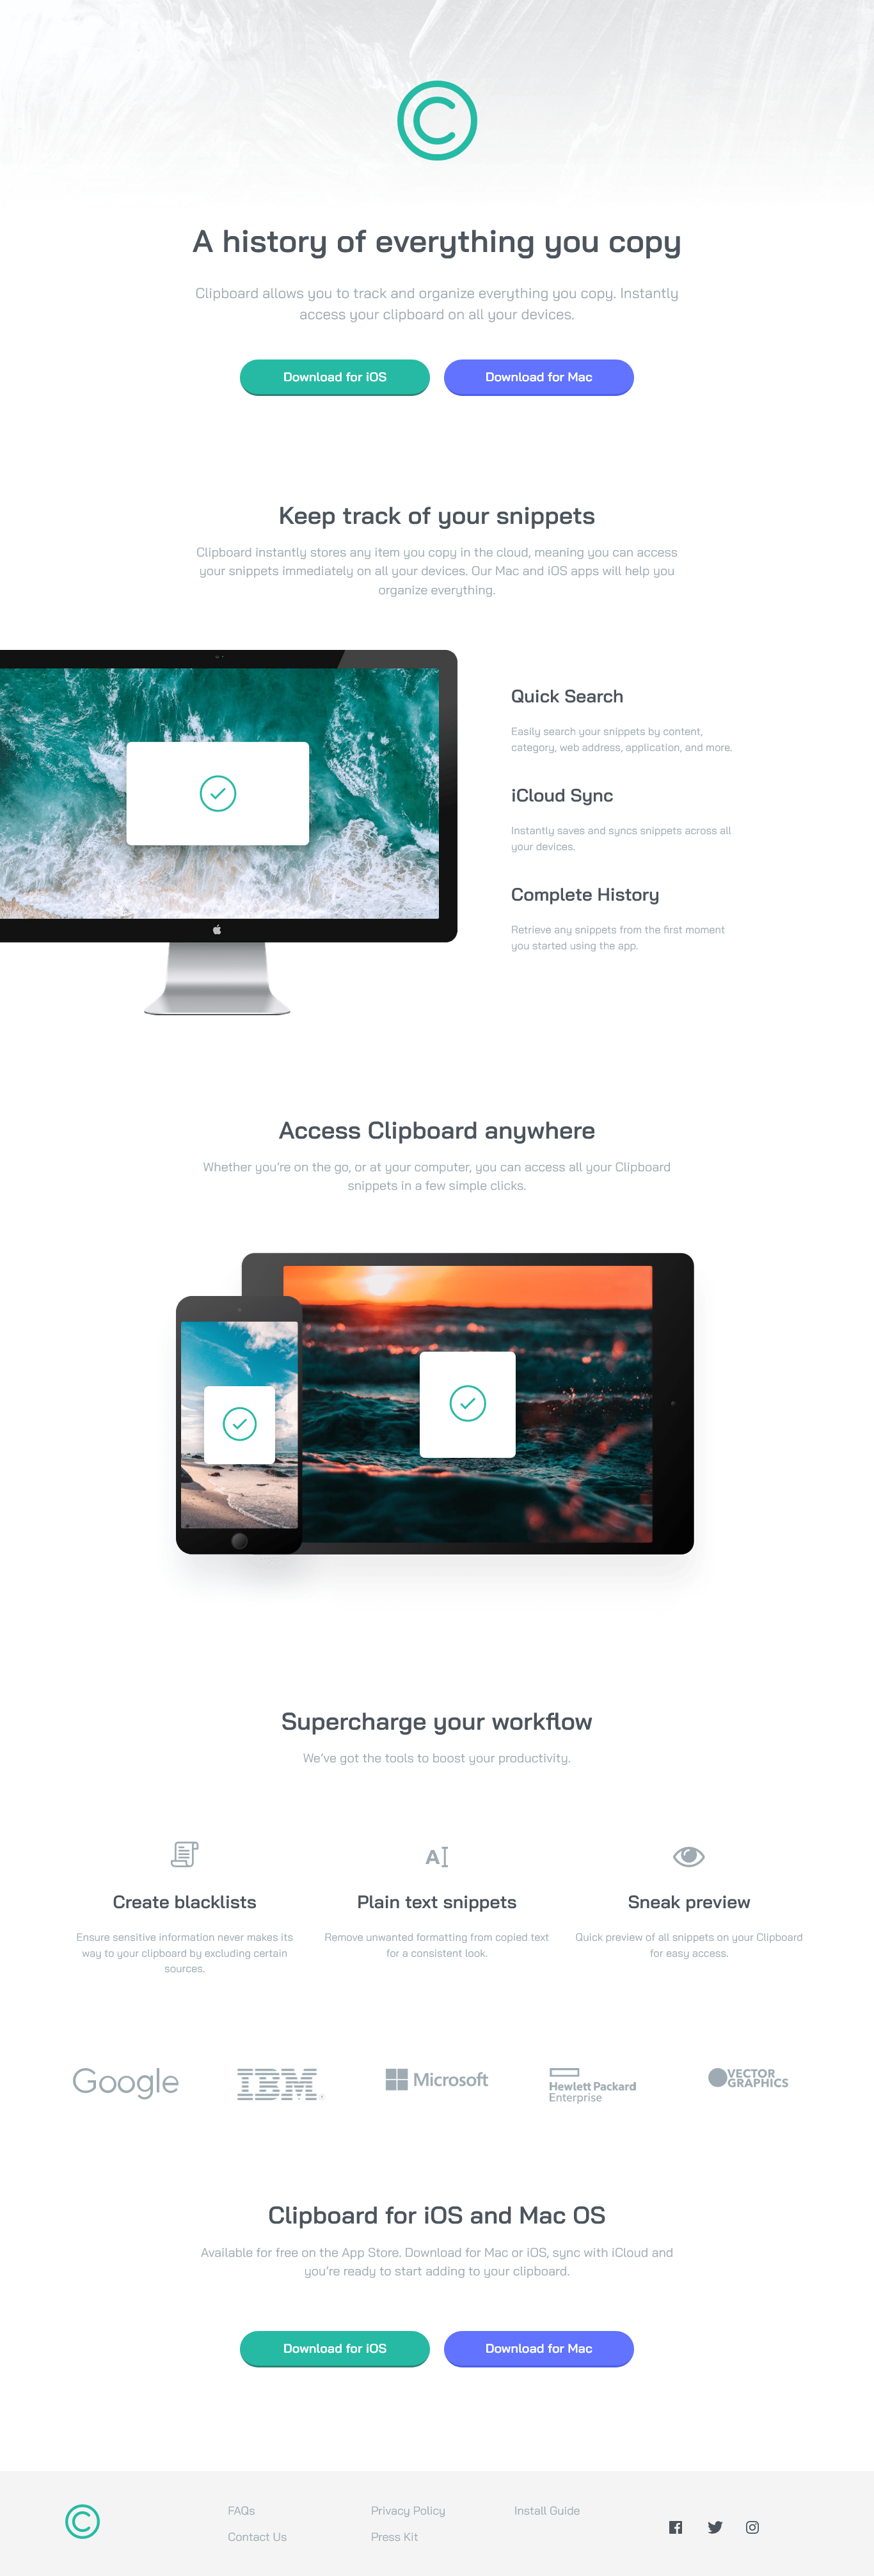 A history of everything you copy
Clipboard allows you to track and organize everything you copy. Instantly
access your clipboard on all your devices.
Download for iOS
Download for Mac
Keep track of your snippets
Clipboard instantly stores any item you copy in the cloud, meaning you can access
your snippets immediately on all your devices. Our Mac and iOS apps will help you
organize everything.
Quick Search
Easily search your snippets by content,
category, web address, application, and more.
iCloud Sync
Instantly saves and syncs snippets across all
your devices.
Complete History
Retrieve any snippets from the first moment
you started using the app.
Access Clipboard anywhere
Whether you’re on the go, or at your computer, you can access all your Clipboard
snippets in a few simple clicks.
Supercharge your workflow
We’ve got the tools to boost your productivity.
Create blacklists
Ensure sensitive information never makes its
way to your clipboard by excluding certain
sources.
Plain text snippets
Remove unwanted formatting from copied text
for a consistent look.
Sneak preview
Quick preview of all snippets on your Clipboard
for easy access.
Google
IBM
Microsoft
Hewlett Packard
Enterprise
VECTOR
GRAPHICS
Clipboard for iOS and Mac OS
Available for free on the App Store. Download for Mac or iOS, sync with iCloud and
you’re ready to start adding to your clipboard.
Download for iOS
Download for Mac
FAQs
Contact Us
Privacy Policy
Press Kit
Install Guide